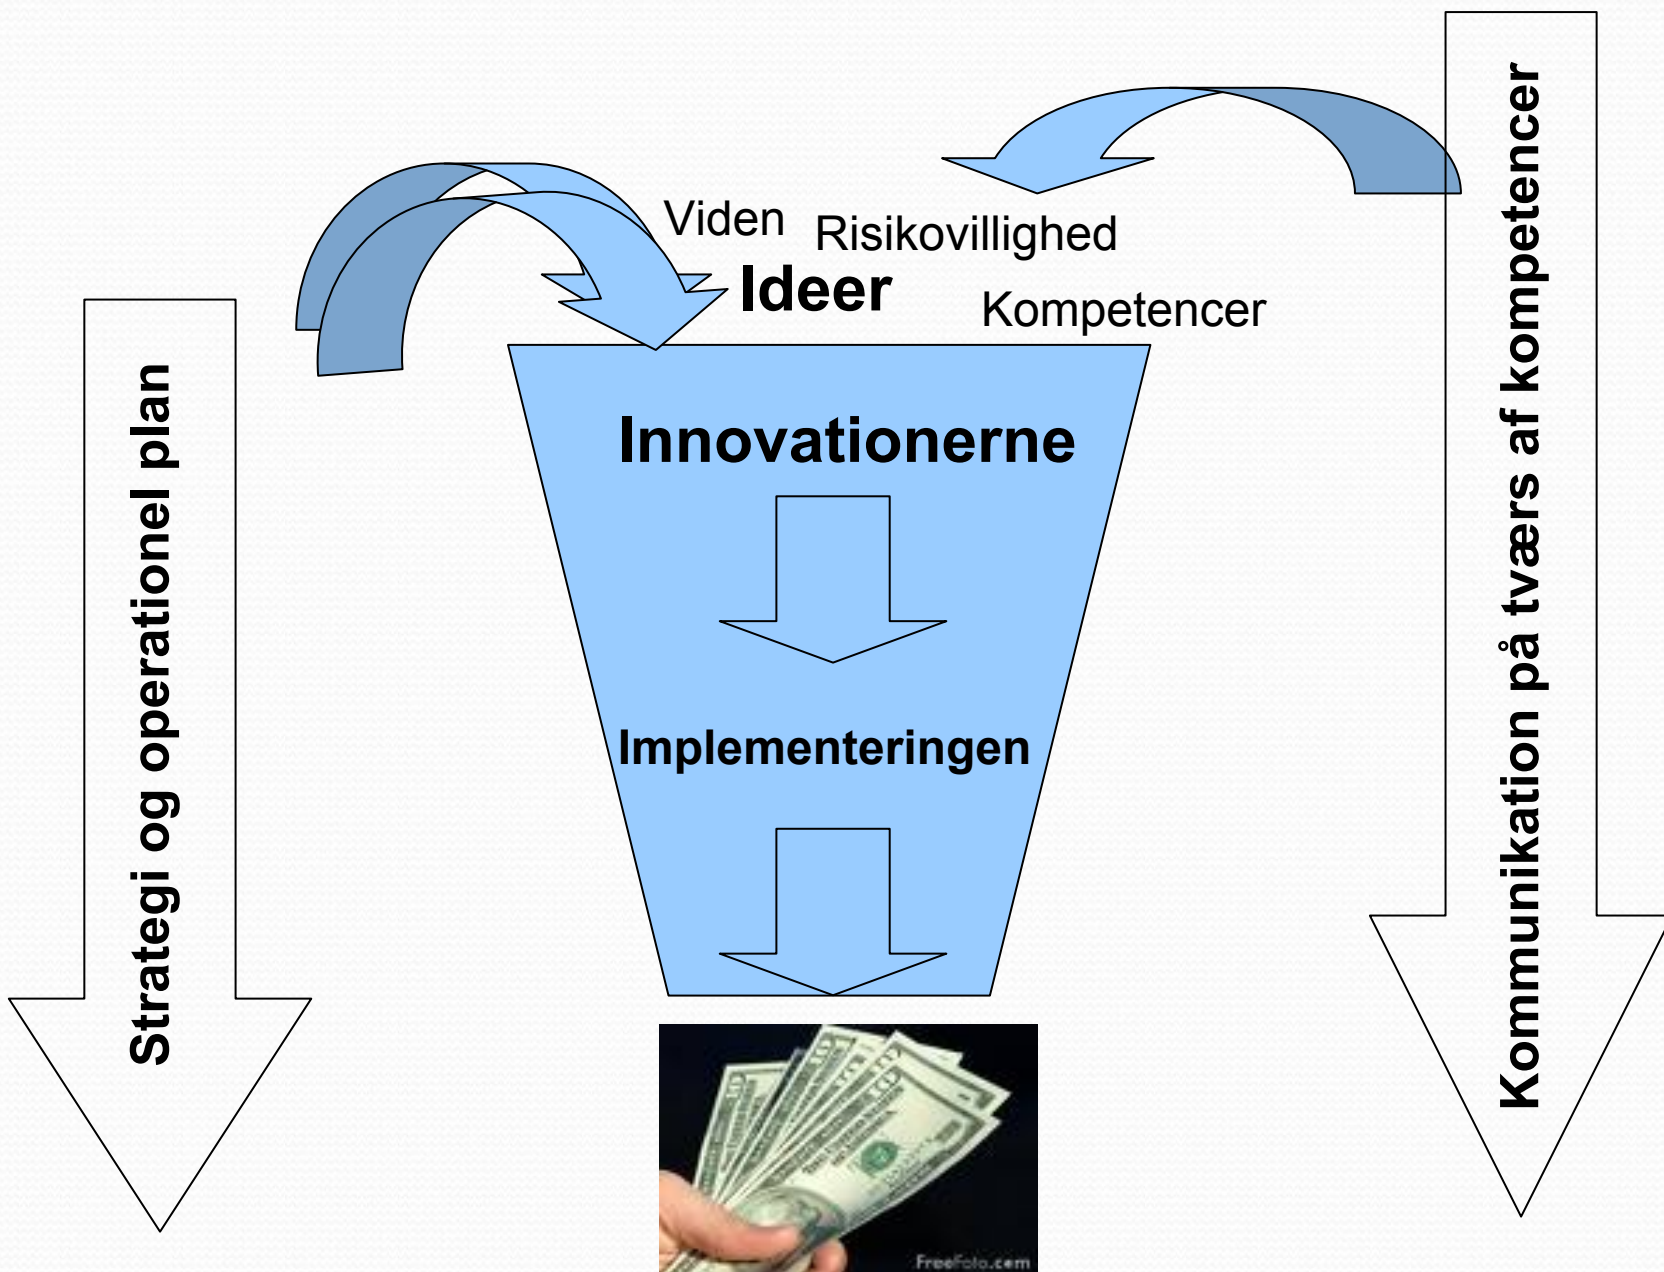 Viden
Risikovillighed
Ideer
Kompetencer
Innovationerne
Implementeringen
Strategi og operationel plan
Kommunikation på tværs af kompetencer
FreeFoto.com